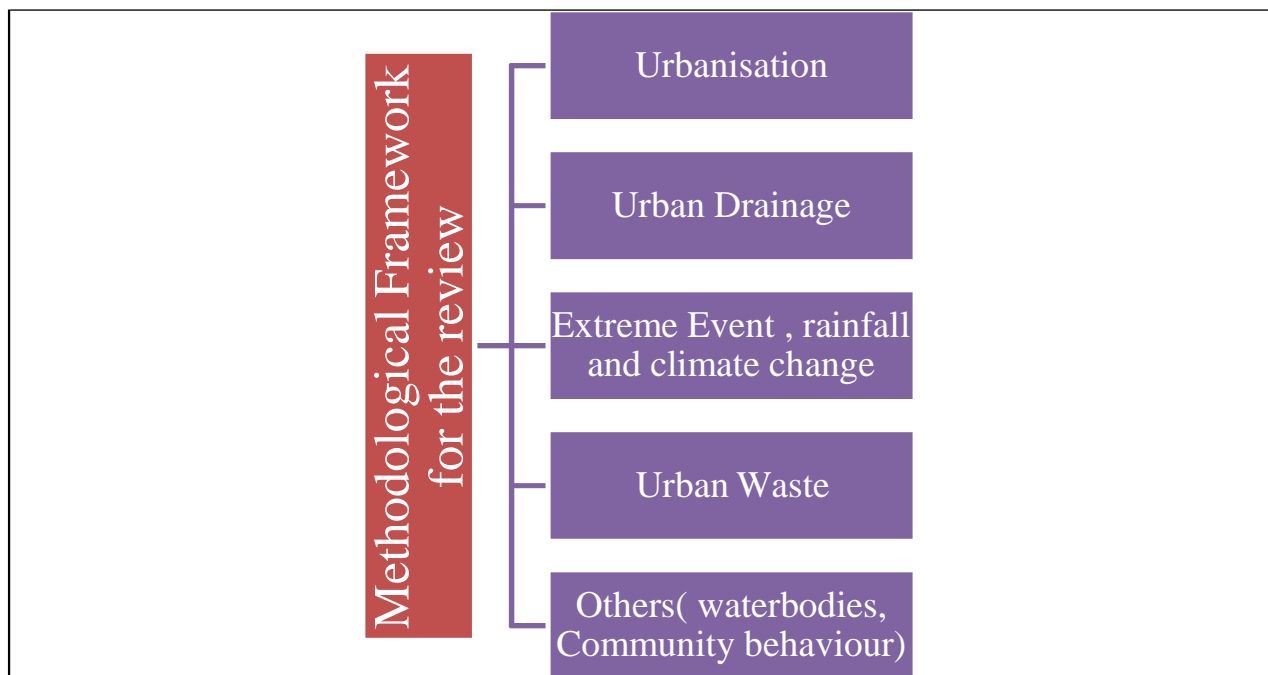 Methodological Framework
for the review
Urbanisation
Urban Drainage
Extreme Event , rainfall
and climate change
Urban Waste
Others( waterbodies,
Community behaviour)